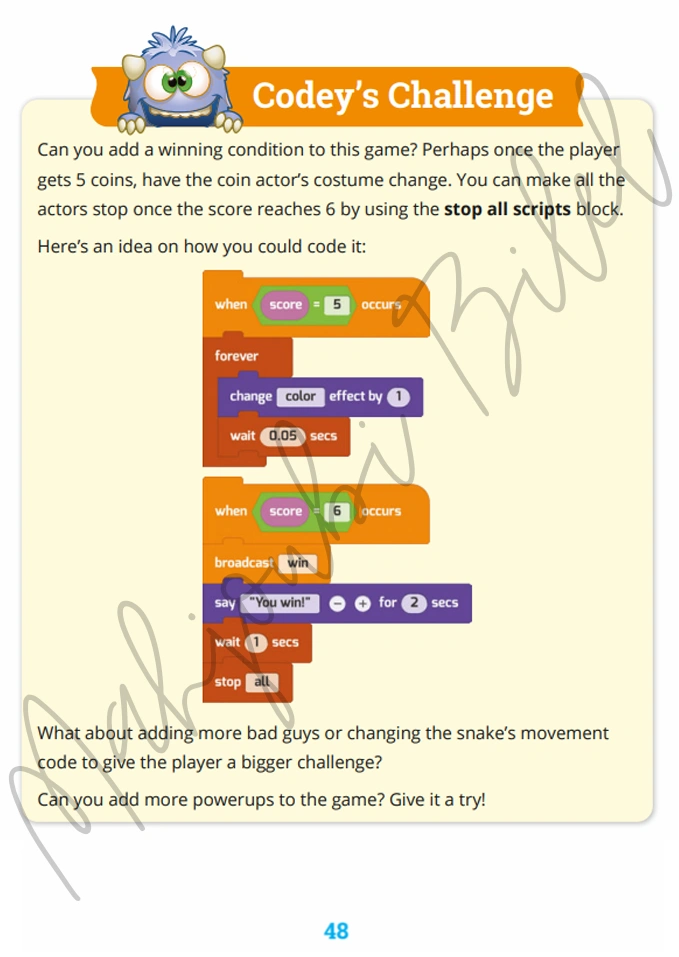 Codey's Challenge
Can you add a winning condition to this game? Perhaps once the player
gets 5 coins, have the coin actor's costume change. You can make all the
actors stop once the score reaches 6 by using the stop all scripts block.
Here's an idea on how you could code it:
when score = 5 occurs
forever
change color effect by 1
wait 0.05 secs
when score = 6 occurs
broadcast win
say "You win!" − + for 2 secs
wait 1 secs
stop all
What about adding more bad guys or changing the snake's movement
code to give the player a bigger challenge?
Can you add more powerups to the game? Give it a try!
Mahjoubi Bilel
48